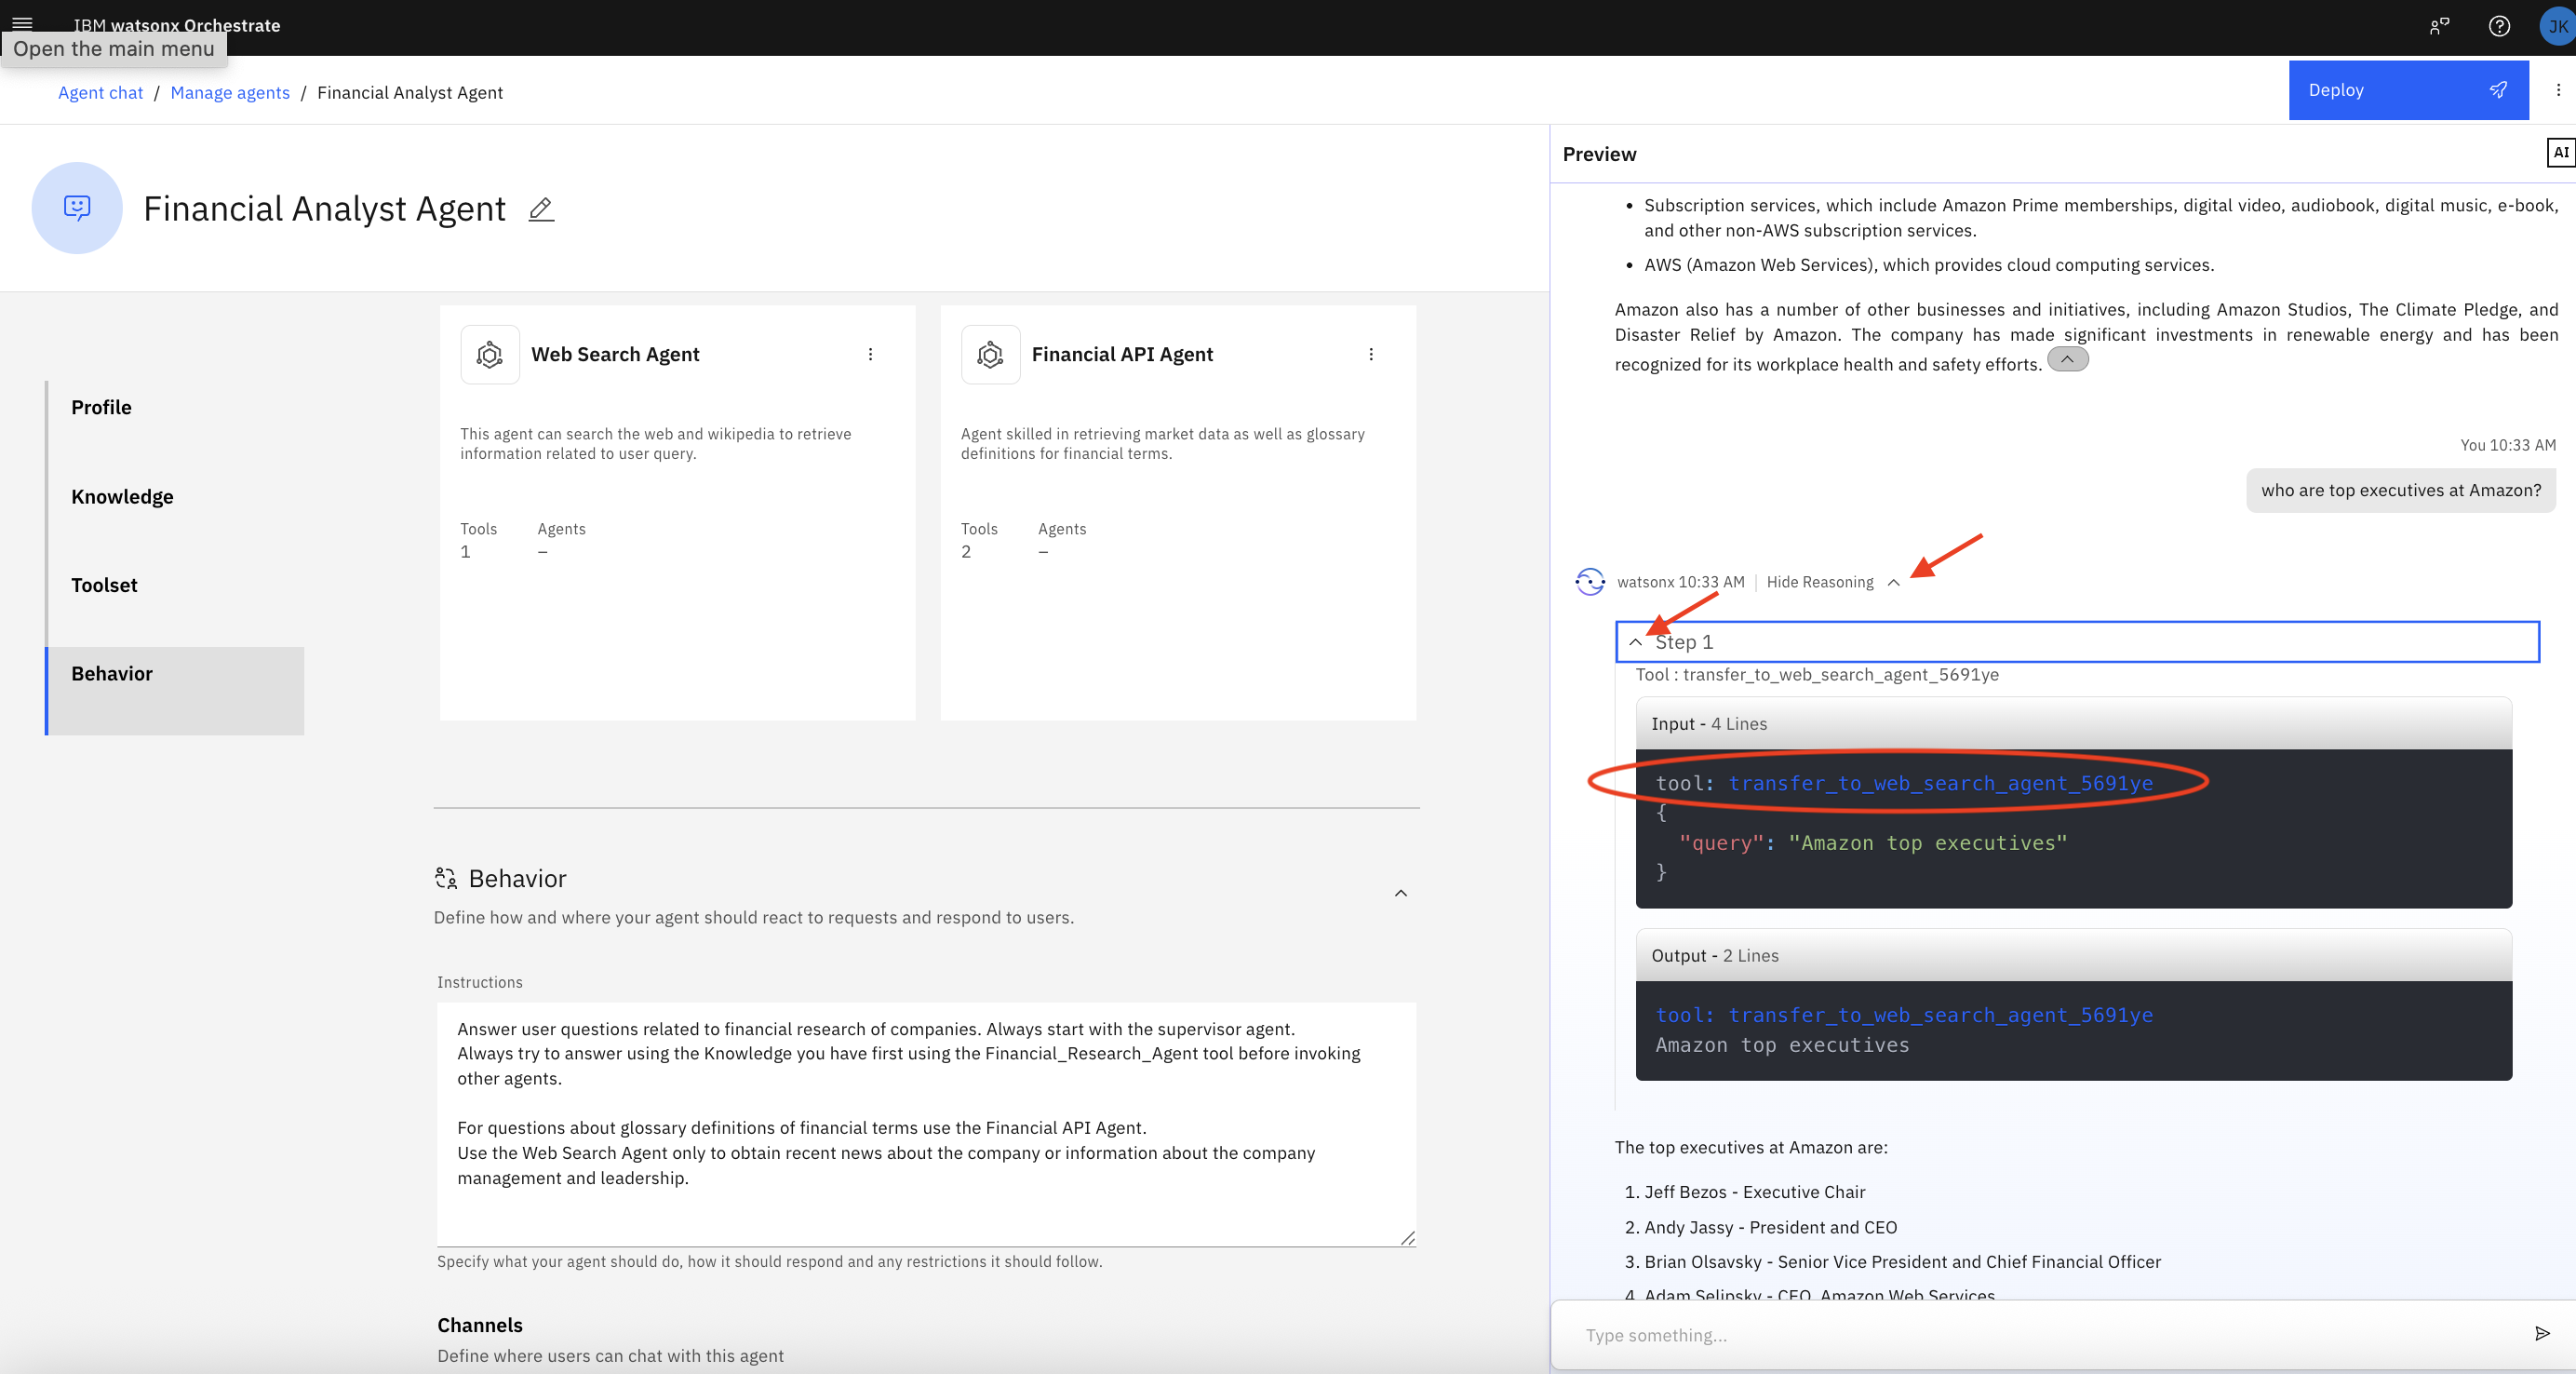 IBM watsonx Orchestrate
Open the main menu
JK
Agent chat / Manage agents / Financial Analyst Agent
Deploy
Financial Analyst Agent
Profile
Knowledge
Toolset
Behavior
Web Search Agent
This agent can search the web and wikipedia to retrieve
information related to user query.
Tools Agents
1 –
Financial API Agent
Agent skilled in retrieving market data as well as glossary
definitions for financial terms.
Tools Agents
2 –
Behavior
Define how and where your agent should react to requests and respond to users.
Instructions
Answer user questions related to financial research of companies. Always start with the supervisor agent.
Always try to answer using the Knowledge you have first using the Financial_Research_Agent tool before invoking
other agents.
For questions about glossary definitions of financial terms use the Financial API Agent.
Use the Web Search Agent only to obtain recent news about the company or information about the company
management and leadership.
Specify what your agent should do, how it should respond and any restrictions it should follow.
Channels
Define where users can chat with this agent
Preview
AI
• Subscription services, which include Amazon Prime memberships, digital video, audiobook, digital music, e-book,
and other non-AWS subscription services.
• AWS (Amazon Web Services), which provides cloud computing services.
Amazon also has a number of other businesses and initiatives, including Amazon Studios, The Climate Pledge, and
Disaster Relief by Amazon. The company has made significant investments in renewable energy and has been
recognized for its workplace health and safety efforts.
You 10:33 AM
who are top executives at Amazon?
watsonx 10:33 AM | Hide Reasoning
Step 1
Tool : transfer_to_web_search_agent_5691ye
Input - 4 Lines
tool: transfer_to_web_search_agent_5691ye
{
"query": "Amazon top executives"
}
Output - 2 Lines
tool: transfer_to_web_search_agent_5691ye
Amazon top executives
The top executives at Amazon are:
1. Jeff Bezos - Executive Chair
2. Andy Jassy - President and CEO
3. Brian Olsavsky - Senior Vice President and Chief Financial Officer
4. Adam Selipsky - CEO, Amazon Web Services
Type something...